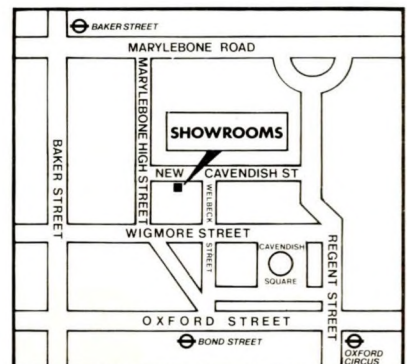 BAKER STREET
MARYLEBONE ROAD
MARYLEBONE HIGH STREET
BAKER STREET
SHOWROOMS
NEW CAVENDISH ST
WELBECK STREET
WIGMORE STREET
CAVENDISH
SQUARE
REGENT STREET
OXFORD STREET
BOND STREET
OXFORD
CIRCUS